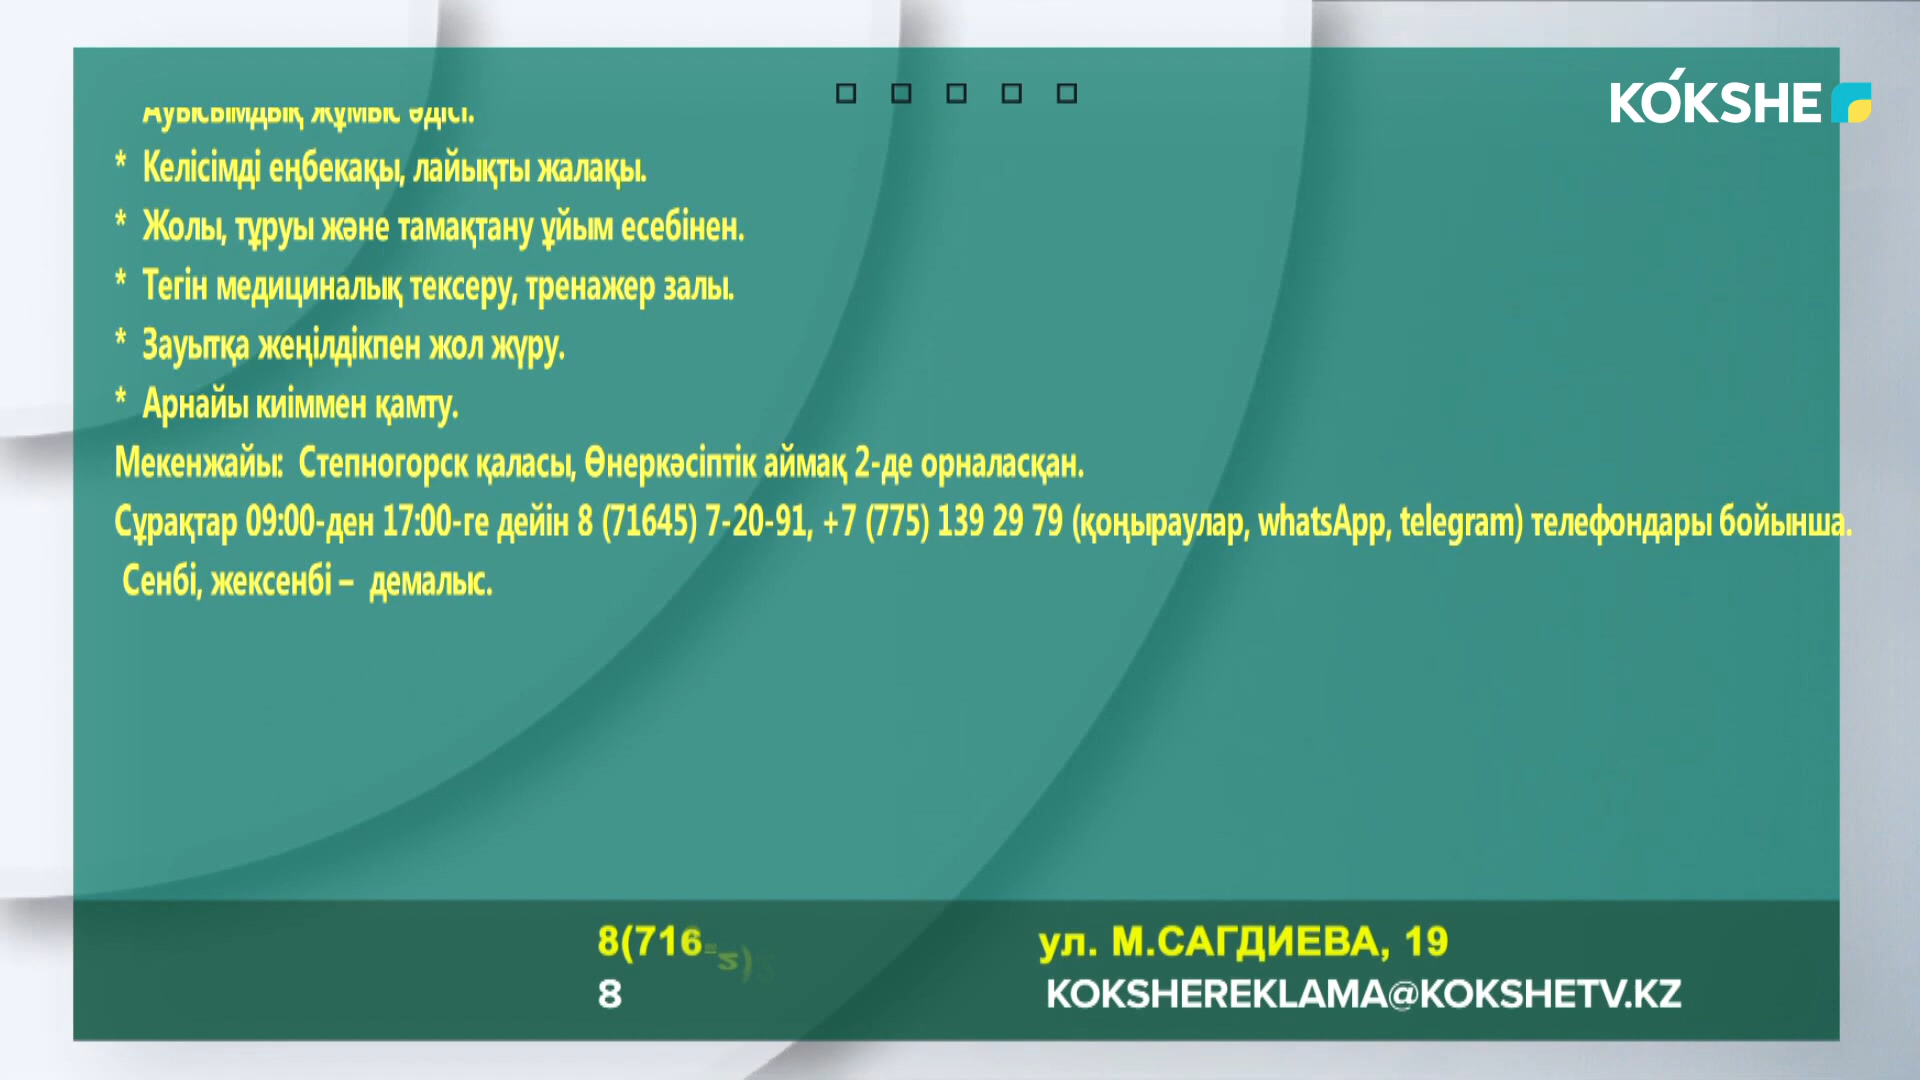 KÓKSHE
Ауысымдық жұмыс әдісі.
* Келісімді еңбекақы, лайықты жалақы.
* Жолы, тұруы және тамақтану ұйым есебінен.
* Тегін медициналық тексеру, тренажер залы.
* Зауытқа жеңілдікпен жол жүру.
* Арнайы киіммен қамту.
Мекенжайы: Степногорск қаласы, Өнеркәсіптік аймақ 2-де орналасқан.
Сұрақтар 09:00-ден 17:00-ге дейін 8 (71645) 7-20-91, +7 (775) 139 29 79 (қоңыраулар, whatsApp, telegram) телефондары бойынша.
Сенбі, жексенбі – демалыс.
8(716
ул. М.САГДИЕВА, 19
8
KOKSHEREKLAMA@KOKSHETV.KZ